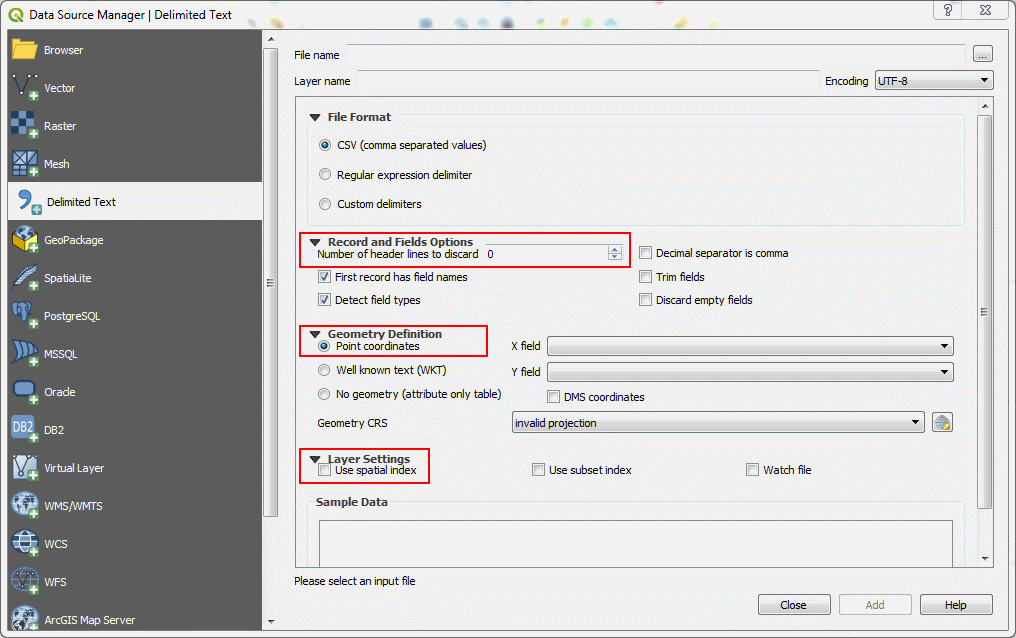 Data Source Manager | Delimited Text
?
Browser
Vector
Raster
Mesh
Delimited Text
GeoPackage
SpatiaLite
PostgreSQL
MSSQL
Oracle
DB2
DB2
Virtual Layer
WMS/WMTS
WCS
WFS
ArcGIS Map Server
File name
...
Layer name
Encoding UTF-8
File Format
CSV (comma separated values)
Regular expression delimiter
Custom delimiters
Record and Fields Options
Number of header lines to discard 0
Decimal separator is comma
First record has field names
Trim fields
Detect field types
Discard empty fields
Geometry Definition
Point coordinates
X field
Well known text (WKT)
Y field
No geometry (attribute only table)
DMS coordinates
Geometry CRS
invalid projection
Layer Settings
Use spatial index
Use subset index
Watch file
Sample Data
Please select an input file
Close
Add
Help